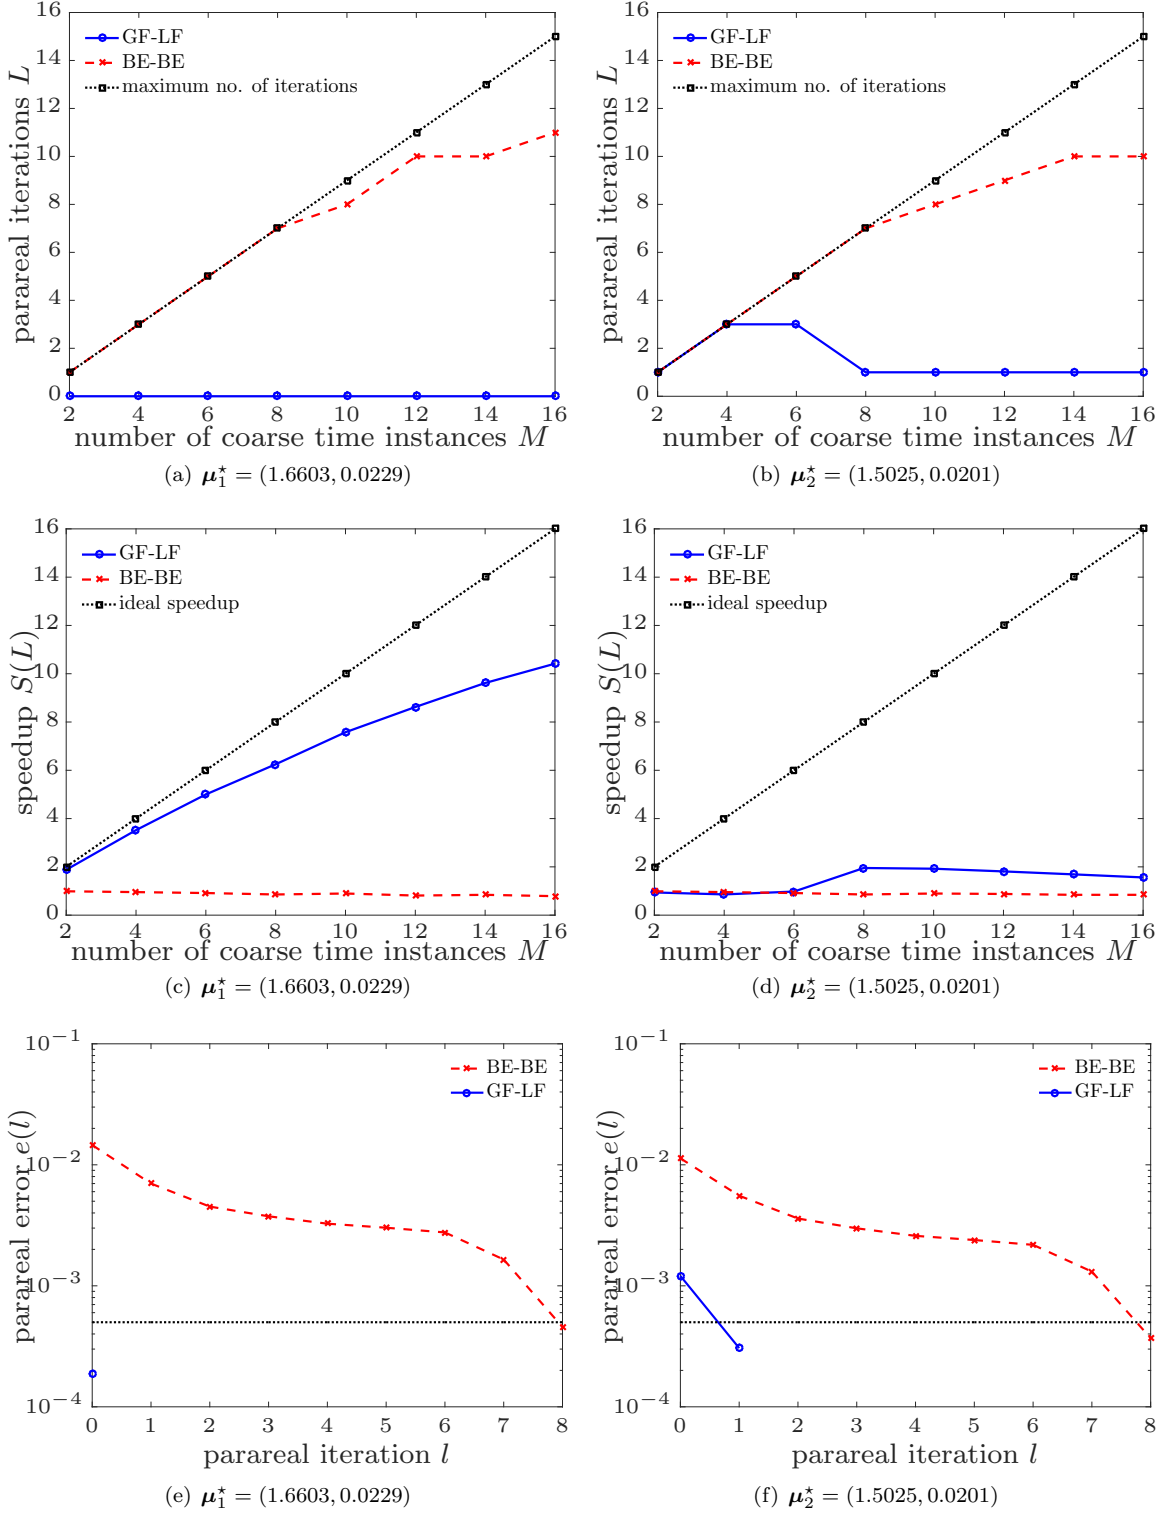 16
14
12
10
8
6
4
2
0
parareal iterations L
GF-LF
BE-BE
maximum no. of iterations
2 4 6 8 10 12 14 16
number of coarse time instances M
(a) μ₁⋆ = (1.6603, 0.0229)
16
14
12
10
8
6
4
2
0
parareal iterations L
GF-LF
BE-BE
maximum no. of iterations
2 4 6 8 10 12 14 16
number of coarse time instances M
(b) μ₂⋆ = (1.5025, 0.0201)
16
14
12
10
8
6
4
2
0
speedup S(L)
GF-LF
BE-BE
ideal speedup
2 4 6 8 10 12 14 16
number of coarse time instances M
(c) μ₁⋆ = (1.6603, 0.0229)
16
14
12
10
8
6
4
2
0
speedup S(L)
GF-LF
BE-BE
ideal speedup
2 4 6 8 10 12 14 16
number of coarse time instances M
(d) μ₂⋆ = (1.5025, 0.0201)
10⁻¹
10⁻²
10⁻³
10⁻⁴
parareal error e(l)
BE-BE
GF-LF
0 1 2 3 4 5 6 7 8
parareal iteration l
(e) μ₁⋆ = (1.6603, 0.0229)
10⁻¹
10⁻²
10⁻³
10⁻⁴
parareal error e(l)
BE-BE
GF-LF
0 1 2 3 4 5 6 7 8
parareal iteration l
(f) μ₂⋆ = (1.5025, 0.0201)